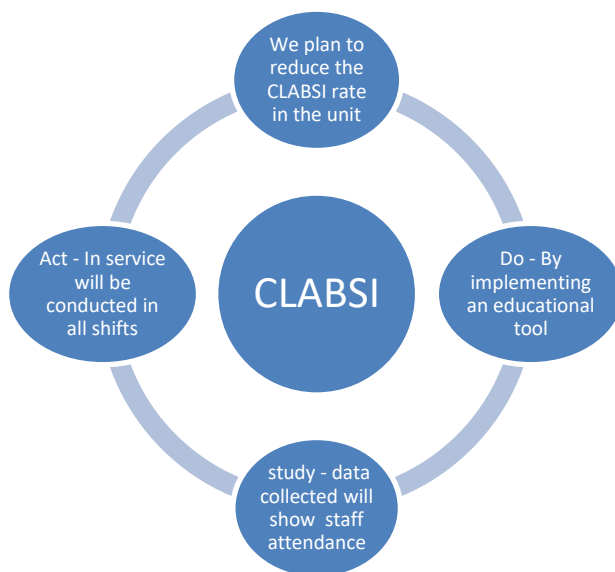 We plan to
reduce the
CLABSI rate
in the unit
Act - In service
will be
conducted in
all shifts
CLABSI
Do - By
implementing
an educational
tool
study - data
collected will
show  staff
attendance